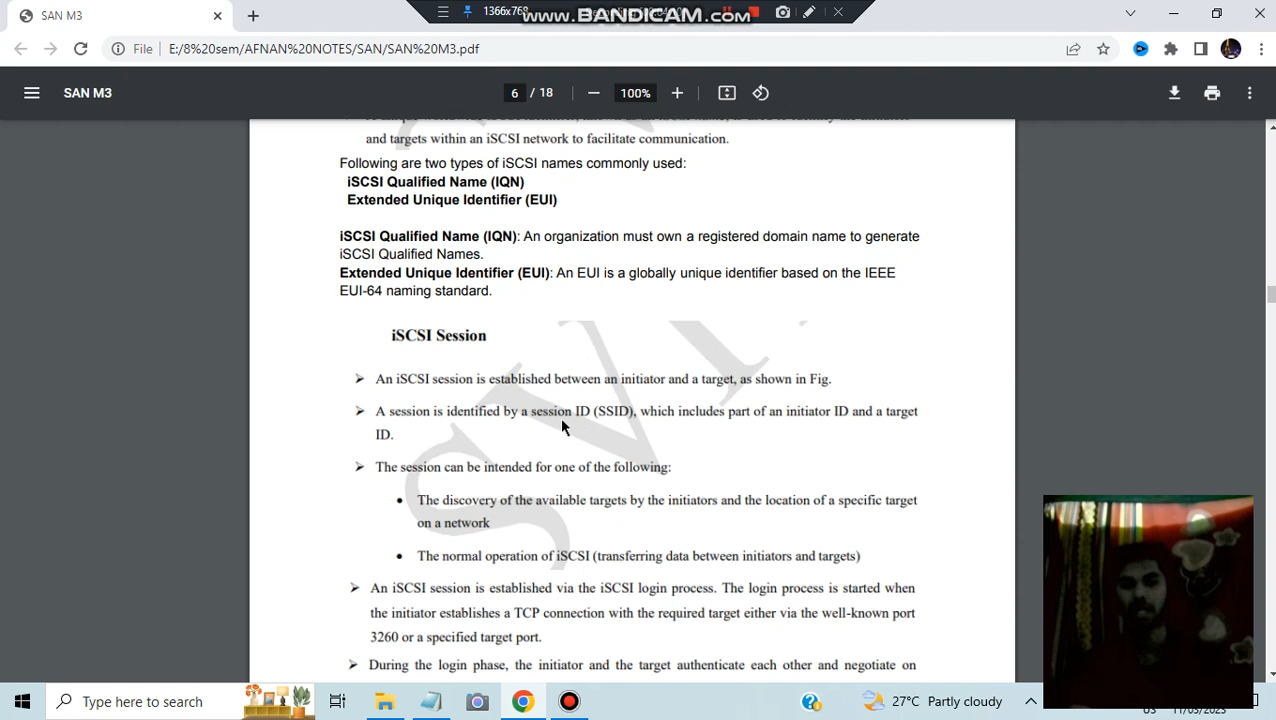 SAN M3
1366x768
www.BANDICAM.com
File
E:/8%20sem/AFNAN%20NOTES/SAN/SAN%20M3.pdf
SAN M3
6 / 18
100%
and targets within an iSCSI network to facilitate communication.
Following are two types of iSCSI names commonly used:
iSCSI Qualified Name (IQN)
Extended Unique Identifier (EUI)
iSCSI Qualified Name (IQN): An organization must own a registered domain name to generate
iSCSI Qualified Names.
Extended Unique Identifier (EUI): An EUI is a globally unique identifier based on the IEEE
EUI-64 naming standard.
iSCSI Session
➢ An iSCSI session is established between an initiator and a target, as shown in Fig.
➢ A session is identified by a session ID (SSID), which includes part of an initiator ID and a target
ID.
➢ The session can be intended for one of the following:
• The discovery of the available targets by the initiators and the location of a specific target
on a network
• The normal operation of iSCSI (transferring data between initiators and targets)
➢ An iSCSI session is established via the iSCSI login process. The login process is started when
the initiator establishes a TCP connection with the required target either via the well-known port
3260 or a specified target port.
➢ During the login phase, the initiator and the target authenticate each other and negotiate on
Type here to search
27°C Partly cloudy
11/03/2023